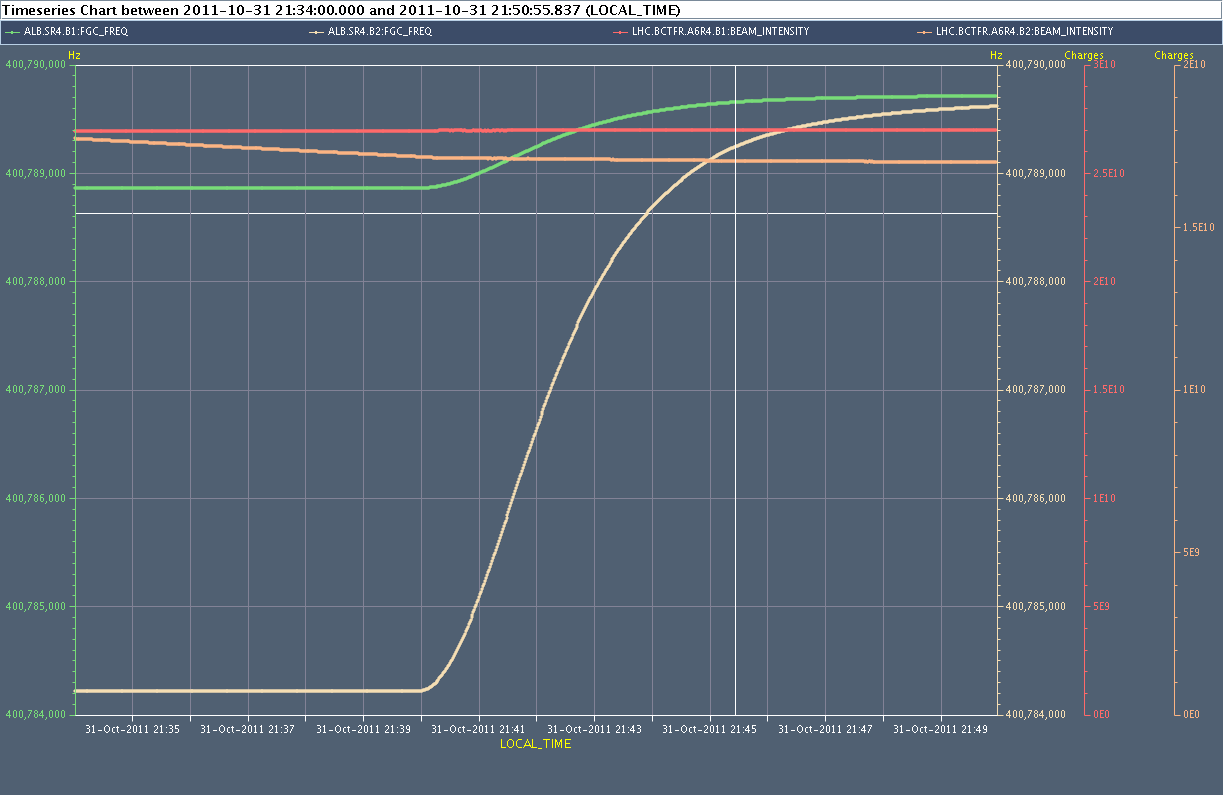 Timeseries Chart between 2011-10-31 21:34:00.000 and 2011-10-31 21:50:55.837 (LOCAL_TIME)
ALB.SR4.B1:FGC_FREQ ALB.SR4.B2:FGC_FREQ LHC.BCTFR.A6R4.B1:BEAM_INTENSITY LHC.BCTFR.A6R4.B2:BEAM_INTENSITY
Hz Hz Charges Charges
400,790,000 400,790,000 3E10 2E10
400,789,000 400,789,000 2.5E10
1.5E10
400,788,000 400,788,000 2E10
400,787,000 400,787,000 1.5E10 1E10
400,786,000 400,786,000 1E10
5E9
400,785,000 400,785,000 5E9
400,784,000 400,784,000 0E0 0E0
31-Oct-2011 21:35 31-Oct-2011 21:37 31-Oct-2011 21:39 31-Oct-2011 21:41 31-Oct-2011 21:43 31-Oct-2011 21:45 31-Oct-2011 21:47 31-Oct-2011 21:49
LOCAL_TIME